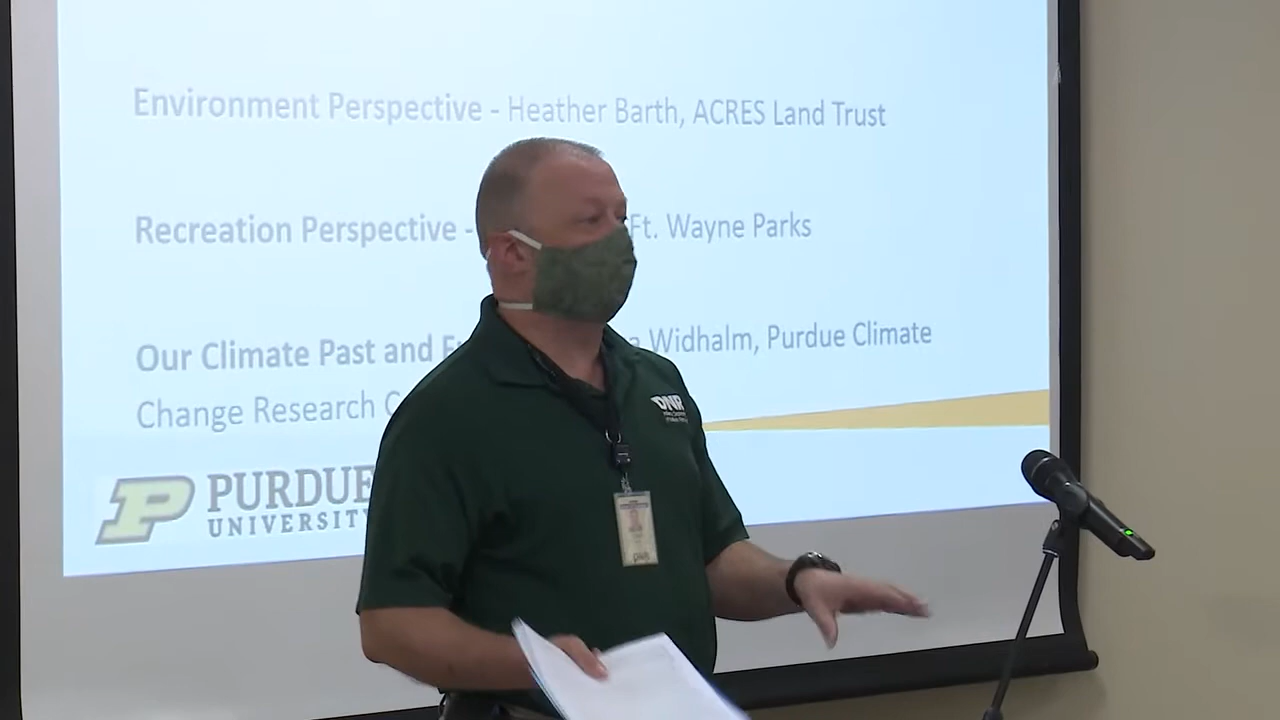 Environment Perspective - Heather Barth, ACRES Land Trust
Recreation Perspective - Ft. Wayne Parks
Our Climate Past and Widhalm, Purdue Climate
Change Research
PURDUE
UNIVERSITY
DNR